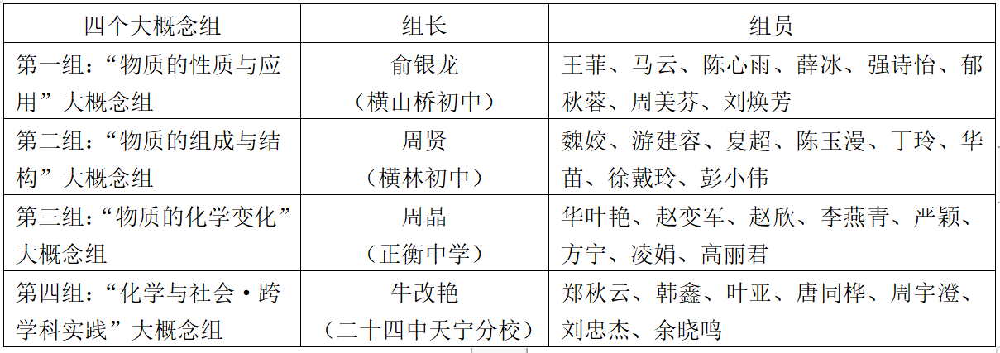 四个大概念组
组长
组员
第一组：“物质的性质与应
用”大概念组
俞银龙
（横山桥初中）
王菲、马云、陈心雨、薛冰、强诗怡、郁
秋蓉、周美芬、刘焕芳
第二组：“物质的组成与结
构”大概念组
周贤
（横林初中）
魏姣、游建容、夏超、陈玉漫、丁玲、华
苗、徐戴玲、彭小伟
第三组：“物质的化学变化”
大概念组
周晶
（正衡中学）
华叶艳、赵变军、赵欣、李燕青、严颖、
方宁、凌娟、高丽君
第四组：“化学与社会·跨
学科实践”大概念组
牛改艳
（二十四中天宁分校）
郑秋云、韩鑫、叶亚、唐同桦、周宇澄、
刘忠杰、余晓鸣